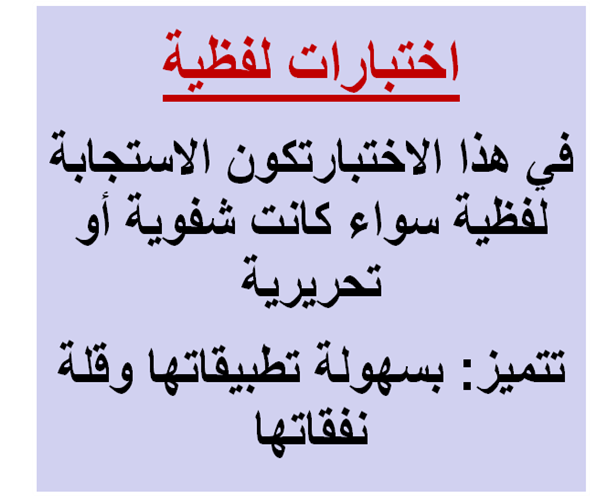 اختبارات لفظية
في هذا الاختبارتكون الاستجابة
لفظية سواء كانت شفوية أو
تحريرية
تتميز: بسهولة تطبيقاتها وقلة
نفقاتها